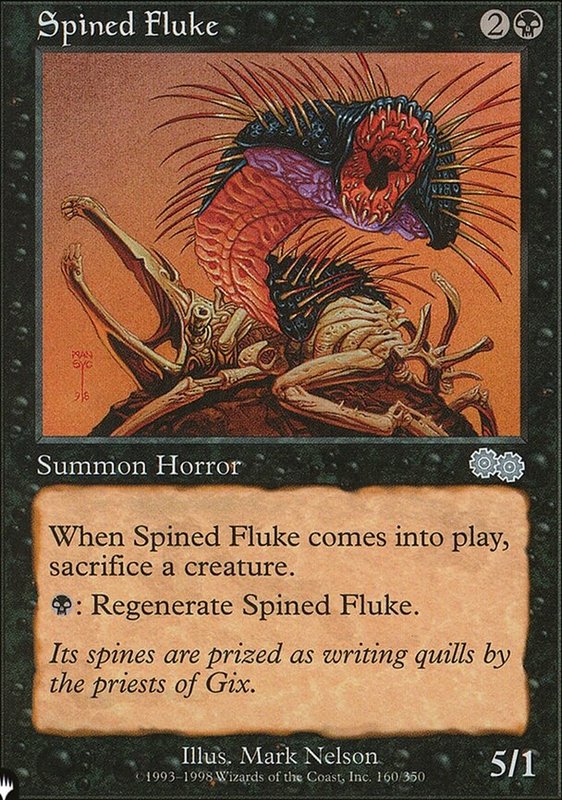 Spined Fluke 2
Summon Horror
When Spined Fluke comes into play,
sacrifice a creature.
: Regenerate Spined Fluke.
Its spines are prized as writing quills by
the priests of Gix.
Illus. Mark Nelson
©1993–1998 Wizards of the Coast, Inc. 160/350
5/1